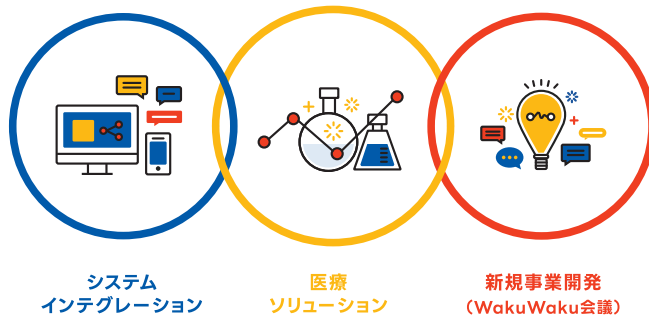 システム
インテグレーション
医療
ソリューション
新規事業開発
（WakuWaku会議）